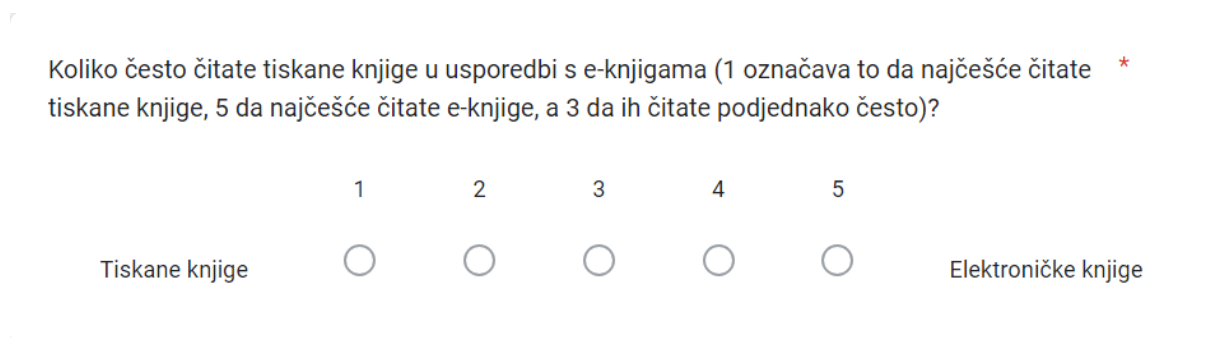 Koliko često čitate tiskane knjige u usporedbi s e-knjigama (1 označava to da najčešće čitate *
tiskane knjige, 5 da najčešće čitate e-knjige, a 3 da ih čitate podjednako često)?
1 2 3 4 5
Tiskane knjige Elektroničke knjige